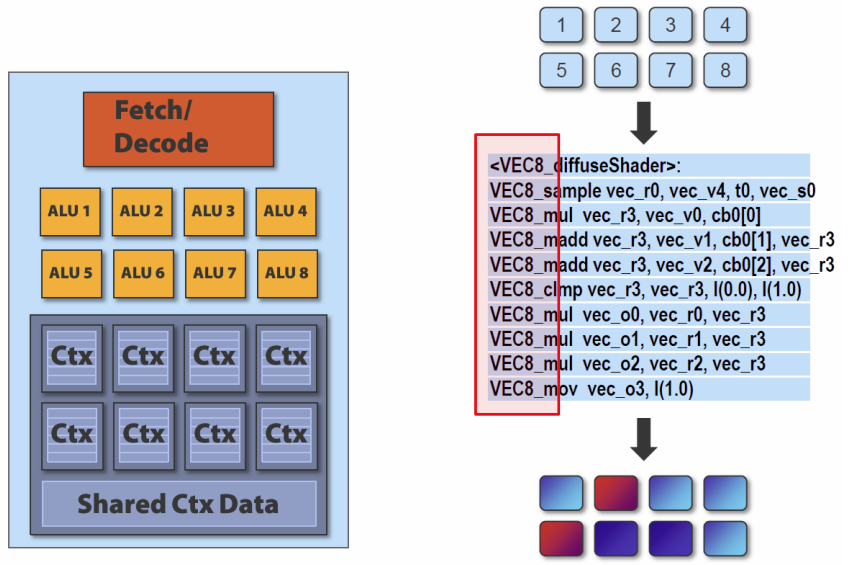 Fetch/
Decode
ALU 1 ALU 2 ALU 3 ALU 4
ALU 5 ALU 6 ALU 7 ALU 8
Ctx Ctx Ctx Ctx
Ctx Ctx Ctx Ctx
Shared Ctx Data
1 2 3 4
5 6 7 8
<VEC8_diffuseShader>:
VEC8_sample vec_r0, vec_v4, t0, vec_s0
VEC8_mul vec_r3, vec_v0, cb0[0]
VEC8_madd vec_r3, vec_v1, cb0[1], vec_r3
VEC8_madd vec_r3, vec_v2, cb0[2], vec_r3
VEC8_clmp vec_r3, vec_r3, l(0.0), l(1.0)
VEC8_mul vec_o0, vec_r0, vec_r3
VEC8_mul vec_o1, vec_r1, vec_r3
VEC8_mul vec_o2, vec_r2, vec_r3
VEC8_mov vec_o3, l(1.0)